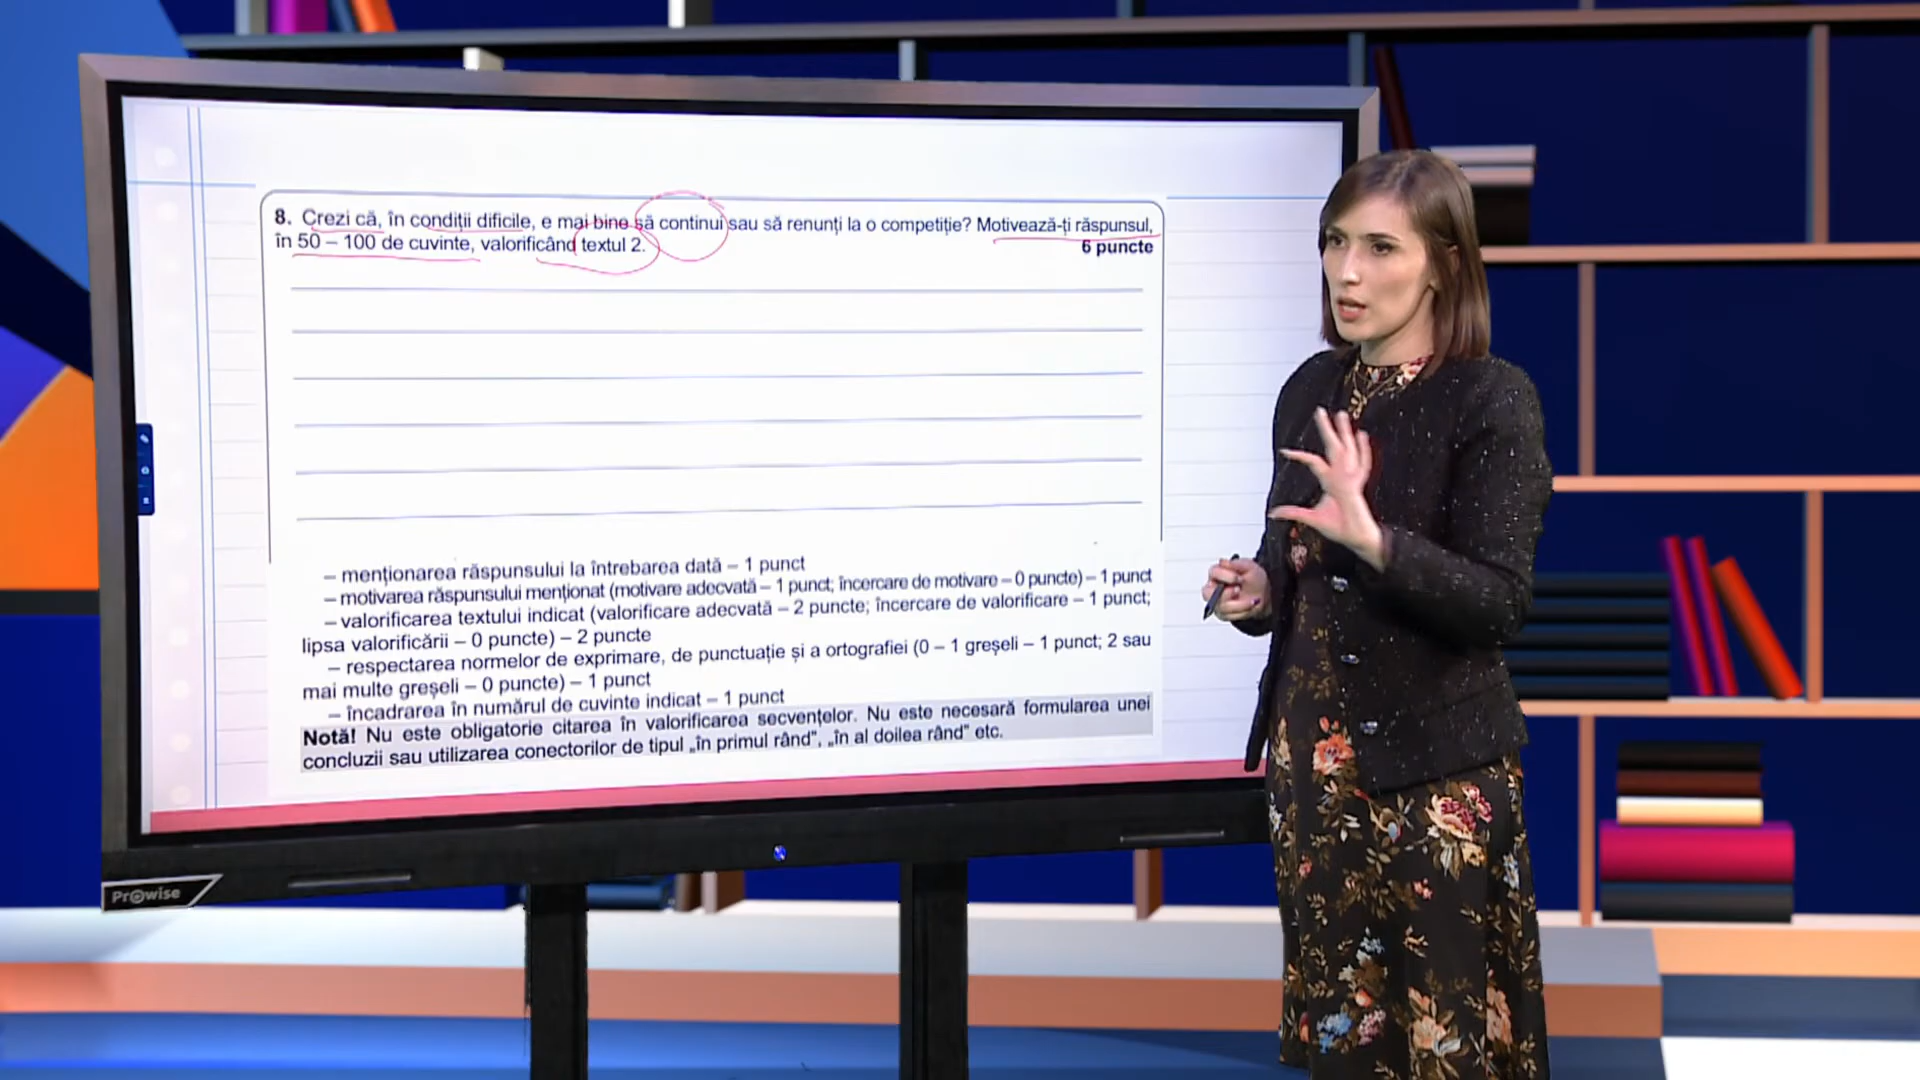 8. Crezi că, în condiții dificile, e mai bine să continui sau să renunți la o competiție? Motivează-ți răspunsul,
în 50 – 100 de cuvinte, valorificând textul 2.
6 puncte
– menționarea răspunsului la întrebarea dată – 1 punct
– motivarea răspunsului menționat (motivare adecvată – 1 punct; încercare de motivare – 0 puncte) – 1 punct
– valorificarea textului indicat (valorificare adecvată – 2 puncte; încercare de valorificare – 1 punct;
lipsa valorificării – 0 puncte) – 2 puncte
– respectarea normelor de exprimare, de punctuație și a ortografiei (0 – 1 greșeli – 1 punct; 2 sau
mai multe greșeli – 0 puncte) – 1 punct
– încadrarea în numărul de cuvinte indicat – 1 punct
Notă! Nu este obligatorie citarea în valorificarea secvențelor. Nu este necesară formularea unei
concluzii sau utilizarea conectorilor de tipul „în primul rând”, „în al doilea rând” etc.
Prowise